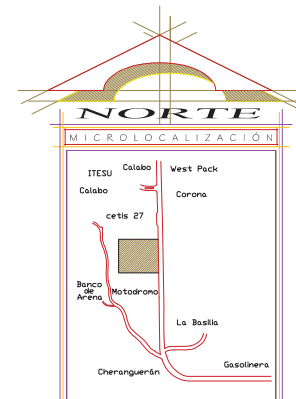 NORTE
MICROLOCALIZACIÓN
Calabo
West Pack
ITESU
Calabo
Corona
cetis 27
Banco
de
Arena
Motodromo
La Basilia
Gasolinera
Cheranguerán